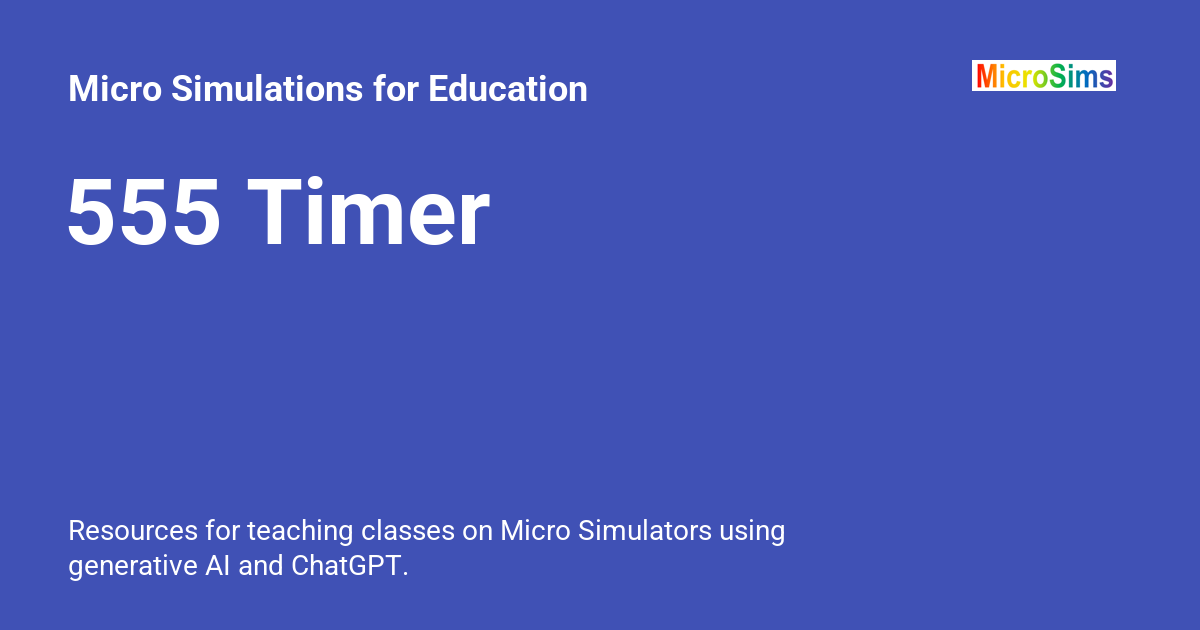 Micro Simulations for Education
MicroSims
555 Timer
Resources for teaching classes on Micro Simulators using
generative AI and ChatGPT.